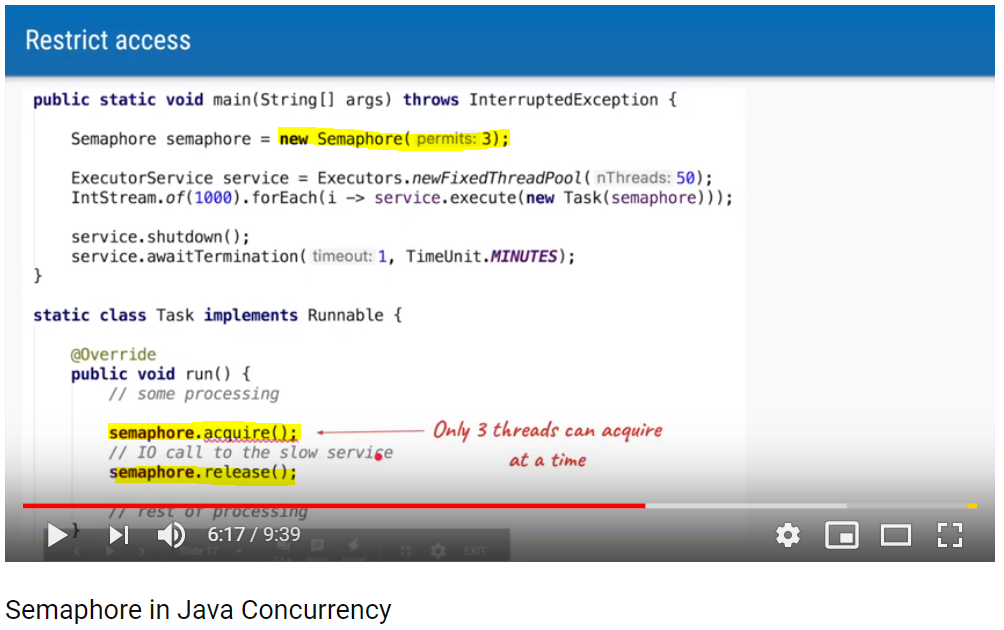 Restrict access
public static void main(String[] args) throws InterruptedException {
Semaphore semaphore = new Semaphore( permits: 3);
ExecutorService service = Executors.newFixedThreadPool( nThreads: 50);
IntStream.of(1000).forEach(i -> service.execute(new Task(semaphore)));
service.shutdown();
service.awaitTermination( timeout: 1, TimeUnit.MINUTES);
}
static class Task implements Runnable {
@Override
public void run() {
// some processing
semaphore.acquire(); Only 3 threads can acquire
// IO call to the slow service at a time
semaphore.release();
// rest of processing
}
6:17 / 9:39
Slide 17 EXIT
Semaphore in Java Concurrency